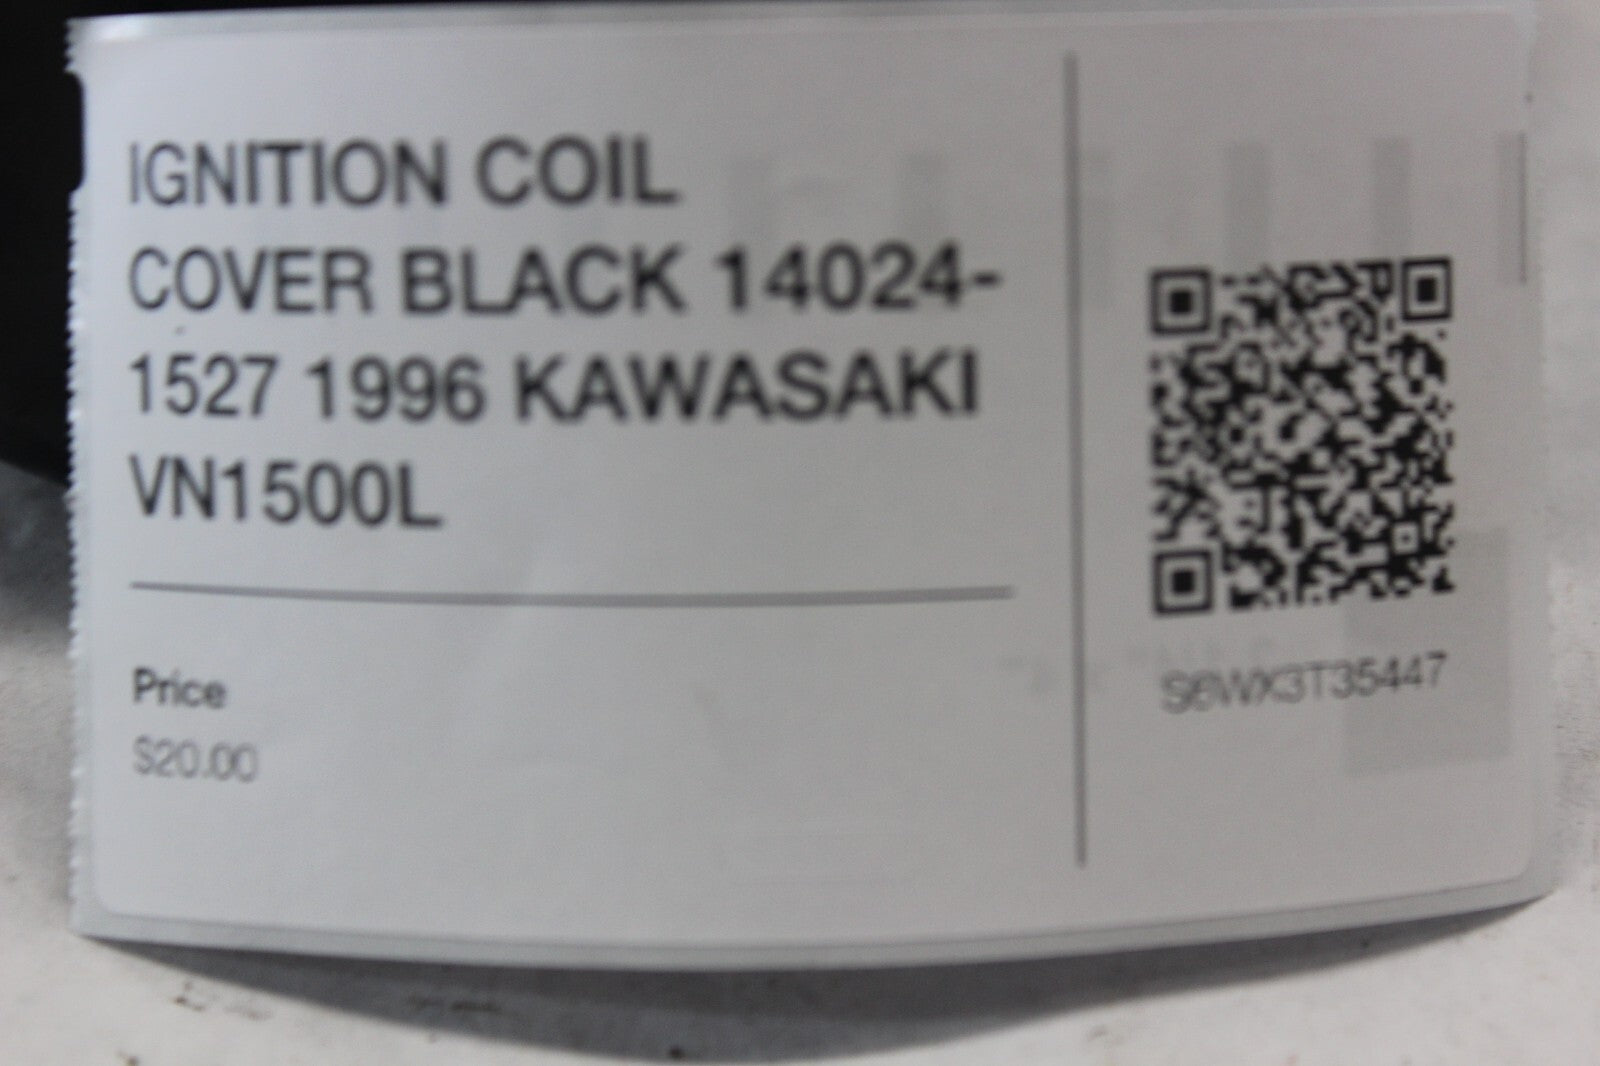 IGNITION COIL
COVER BLACK 14024-
1527 1996 KAWASAKI
VN1500L
Price
$20.00
S6WX3T35447